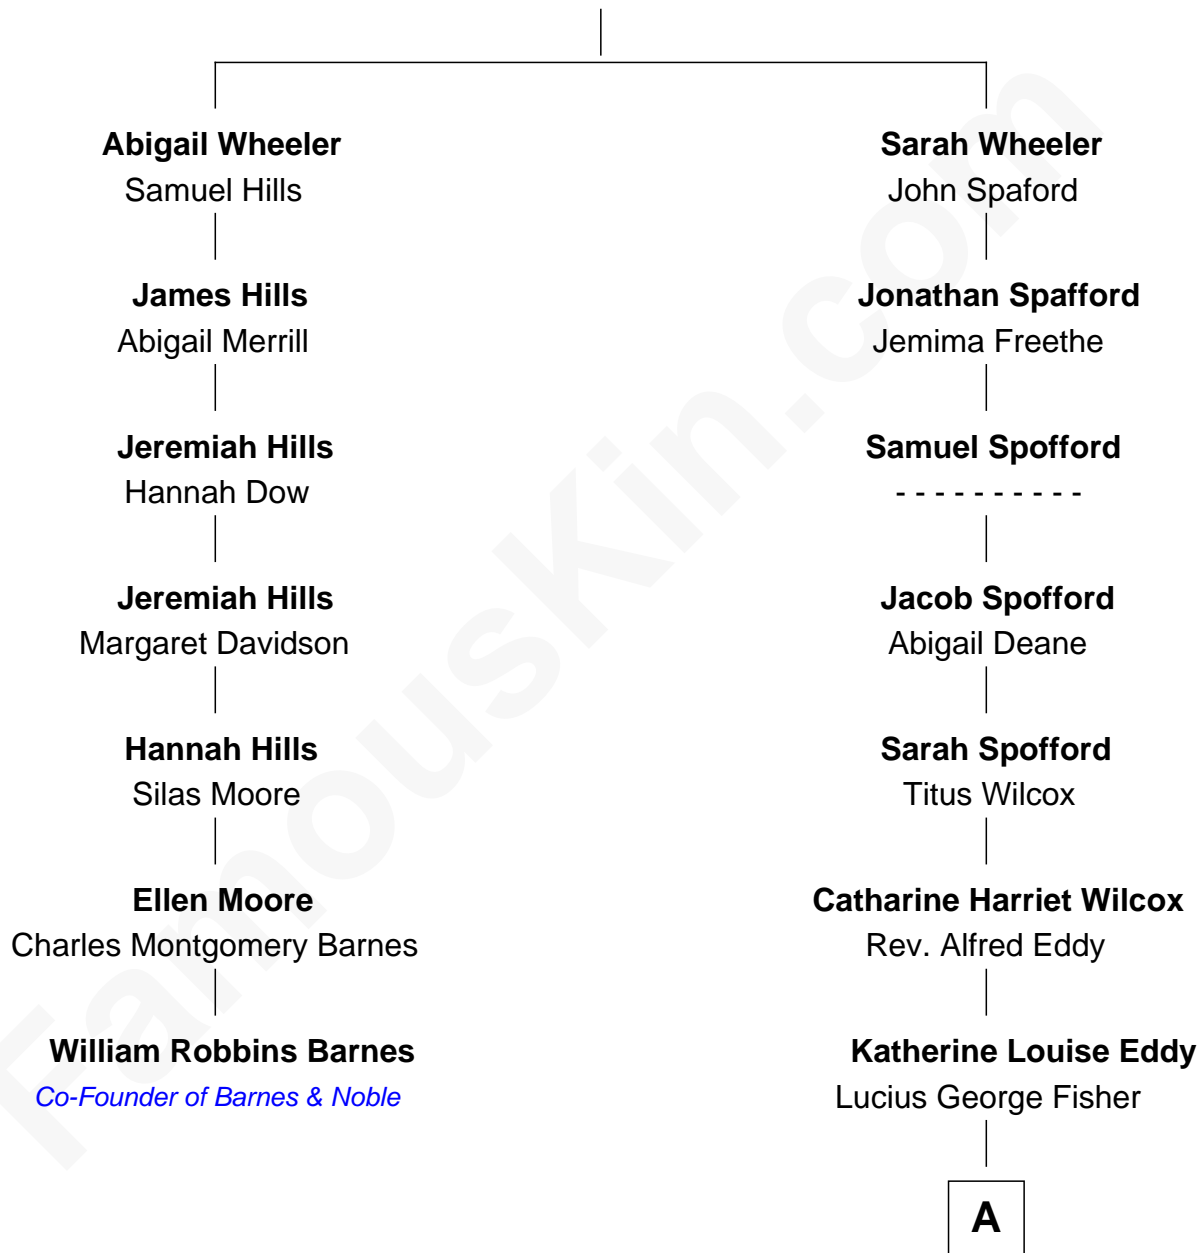 Abigail Wheeler
Samuel Hills
James Hills
Abigail Merrill
Jeremiah Hills
Hannah Dow
Jeremiah Hills
Margaret Davidson
Hannah Hills
Silas Moore
Ellen Moore
Charles Montgomery Barnes
William Robbins Barnes
Co-Founder of Barnes & Noble
Sarah Wheeler
John Spaford
Jonathan Spafford
Jemima Freethe
Samuel Spofford
- - - - - - - - - -
Jacob Spofford
Abigail Deane
Sarah Spofford
Titus Wilcox
Catharine Harriet Wilcox
Rev. Alfred Eddy
Katherine Louise Eddy
Lucius George Fisher
A
FamousKin.com